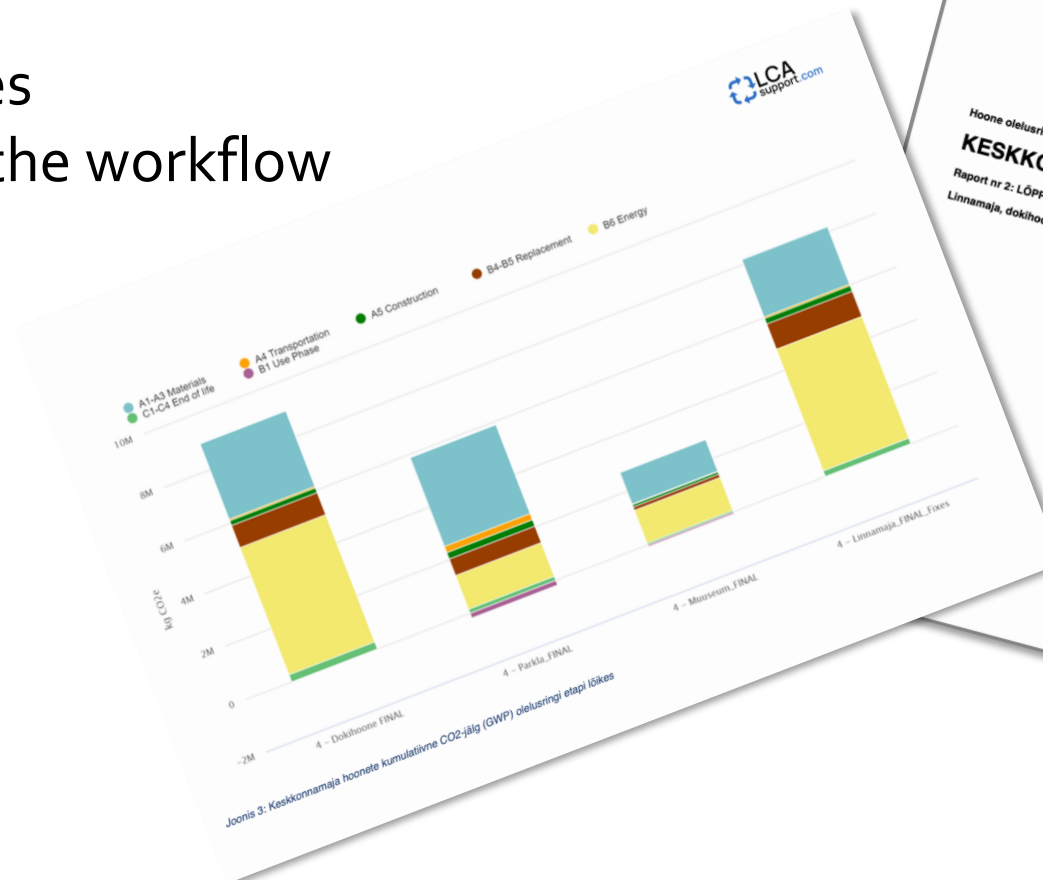 es
the workflow
LCA
support.com
Hoone olelusri
KESKKO
Raport nr 2: LÕPP
Linnamaja, dokihoo
A1-A3 Materials
A4 Transportation
A5 Construction
B4-B5 Replacement
B6 Energy
C1-C4 End of life
B1 Use Phase
10M
8M
6M
4M
2M
0
-2M
kg CO2e
4 - Dokihoone FINAL
4 - Parkla_FINAL
4 - Muuseum_FINAL
4 - Linnamaja_FINAL_Fixes
Joonis 3: Keskkonnamaja hoonete kumulatiivne CO2-jälg (GWP) olelusringi etapi lõikes